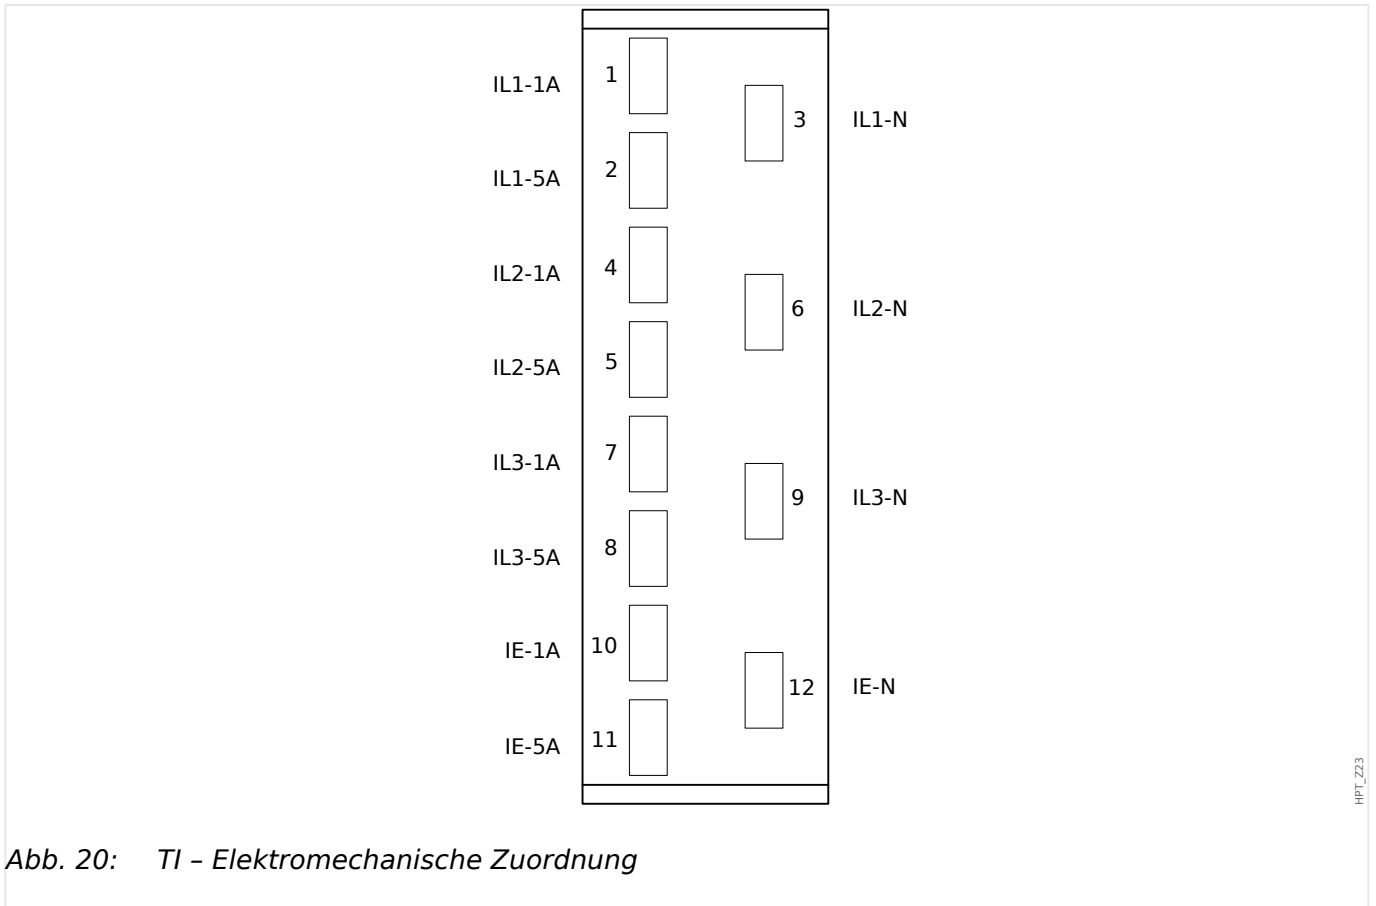 IL1-1A 1
3 IL1-N
IL1-5A 2
IL2-1A 4
6 IL2-N
IL2-5A 5
IL3-1A 7
9 IL3-N
IL3-5A 8
IE-1A 10
12 IE-N
IE-5A 11
HPT_Z23
Abb. 20: TI – Elektromechanische Zuordnung